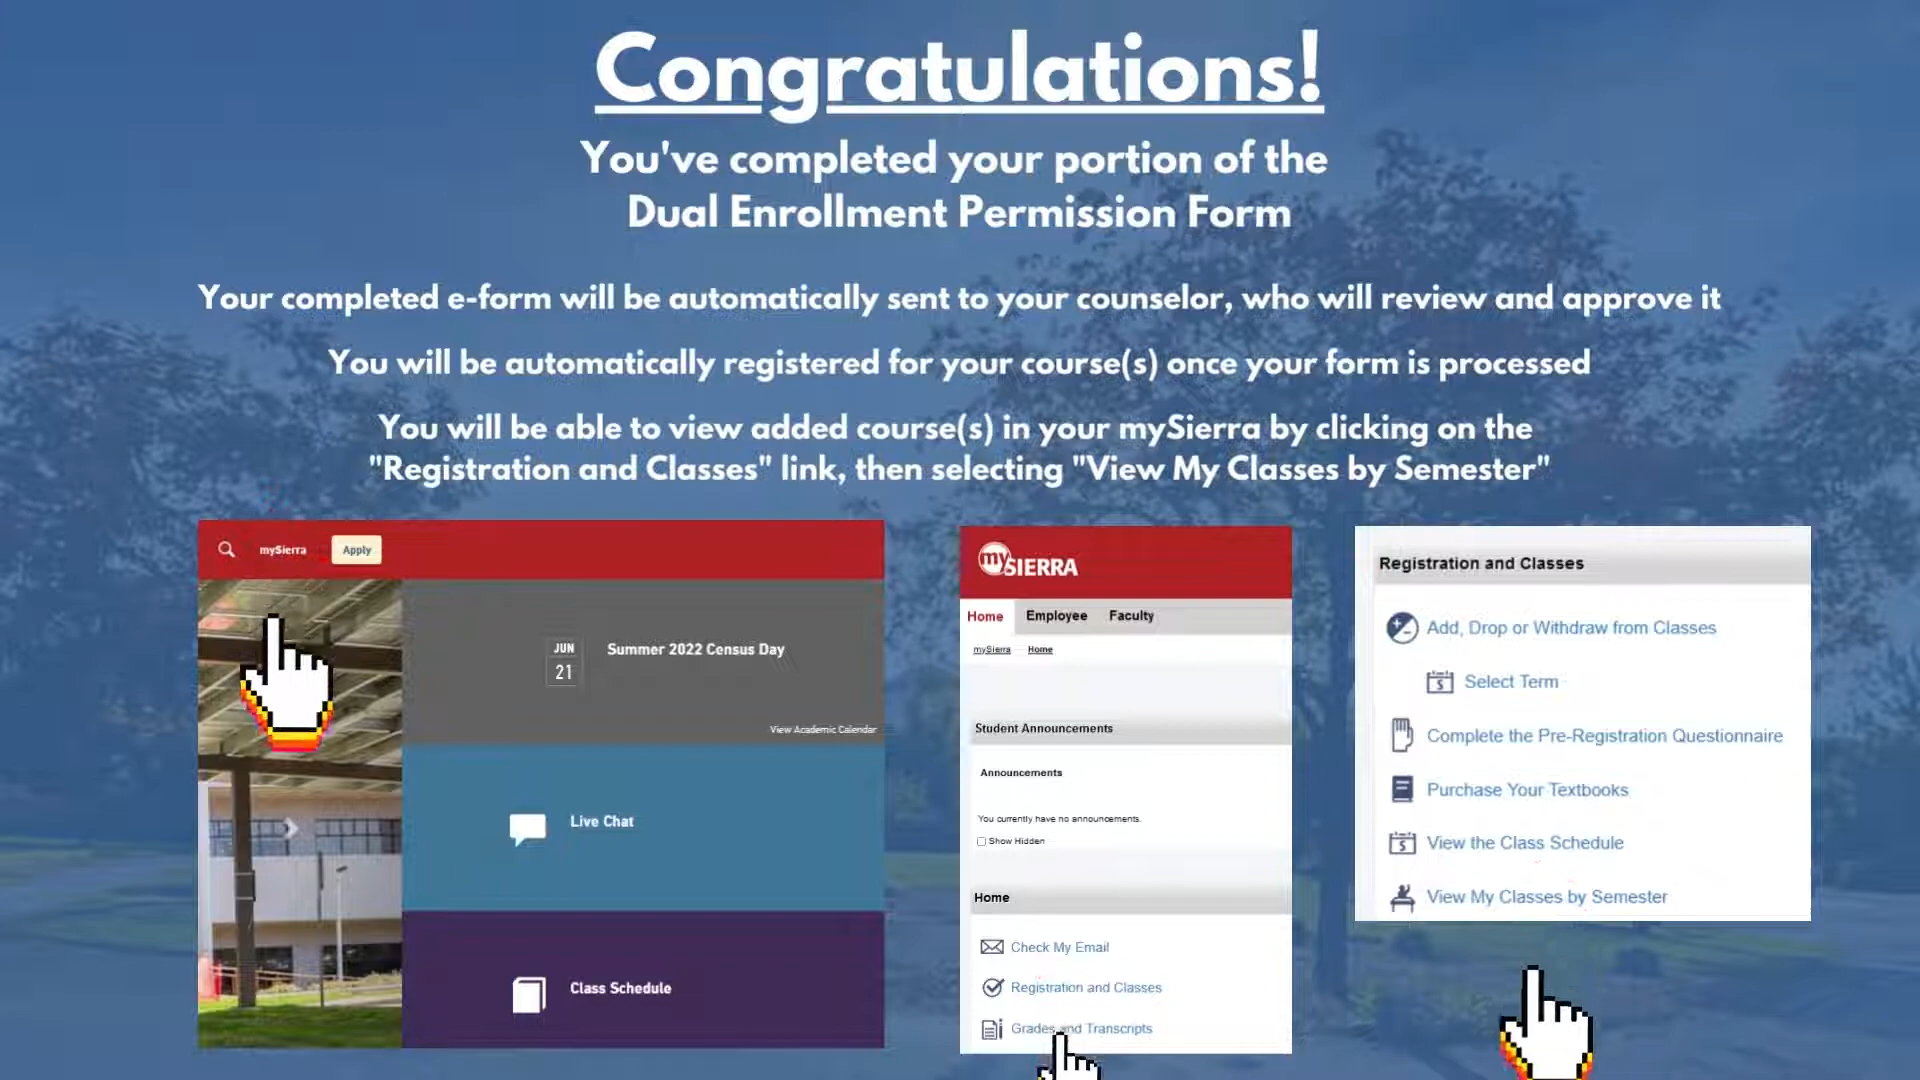 Congratulations!
You've completed your portion of the
Dual Enrollment Permission Form
Your completed e-form will be automatically sent to your counselor, who will review and approve it
You will be automatically registered for your course(s) once your form is processed
You will be able to view added course(s) in your mySierra by clicking on the
"Registration and Classes" link, then selecting "View My Classes by Semester"
mySierra
Apply
JUN
21
Summer 2022 Census Day
View Academic Calendar
Live Chat
Class Schedule
my SIERRA
Home Employee Faculty
mySierra Home
Student Announcements
Announcements
You currently have no announcements.
Show Hidden
Home
Check My Email
Registration and Classes
Grades and Transcripts
Registration and Classes
Add, Drop or Withdraw from Classes
Select Term
Complete the Pre-Registration Questionnaire
Purchase Your Textbooks
View the Class Schedule
View My Classes by Semester